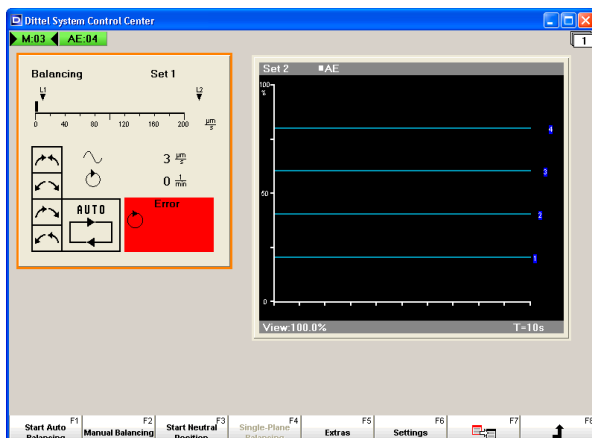 Dittel System Control Center
M:03 AE:04
1
Balancing Set 1
L1 L2
0 40 80 120 160 200 µm/s
3 µm/s
0 1/min
AUTO
Error
Set 2 ■AE
100
%
50
0
4
3
2
1
View:100.0% T=10s
F1 Start Auto Balancing
F2 Manual Balancing
F3 Start Neutral Position
F4 Single-Plane Balancing
F5 Extras
F6 Settings
F7
F8